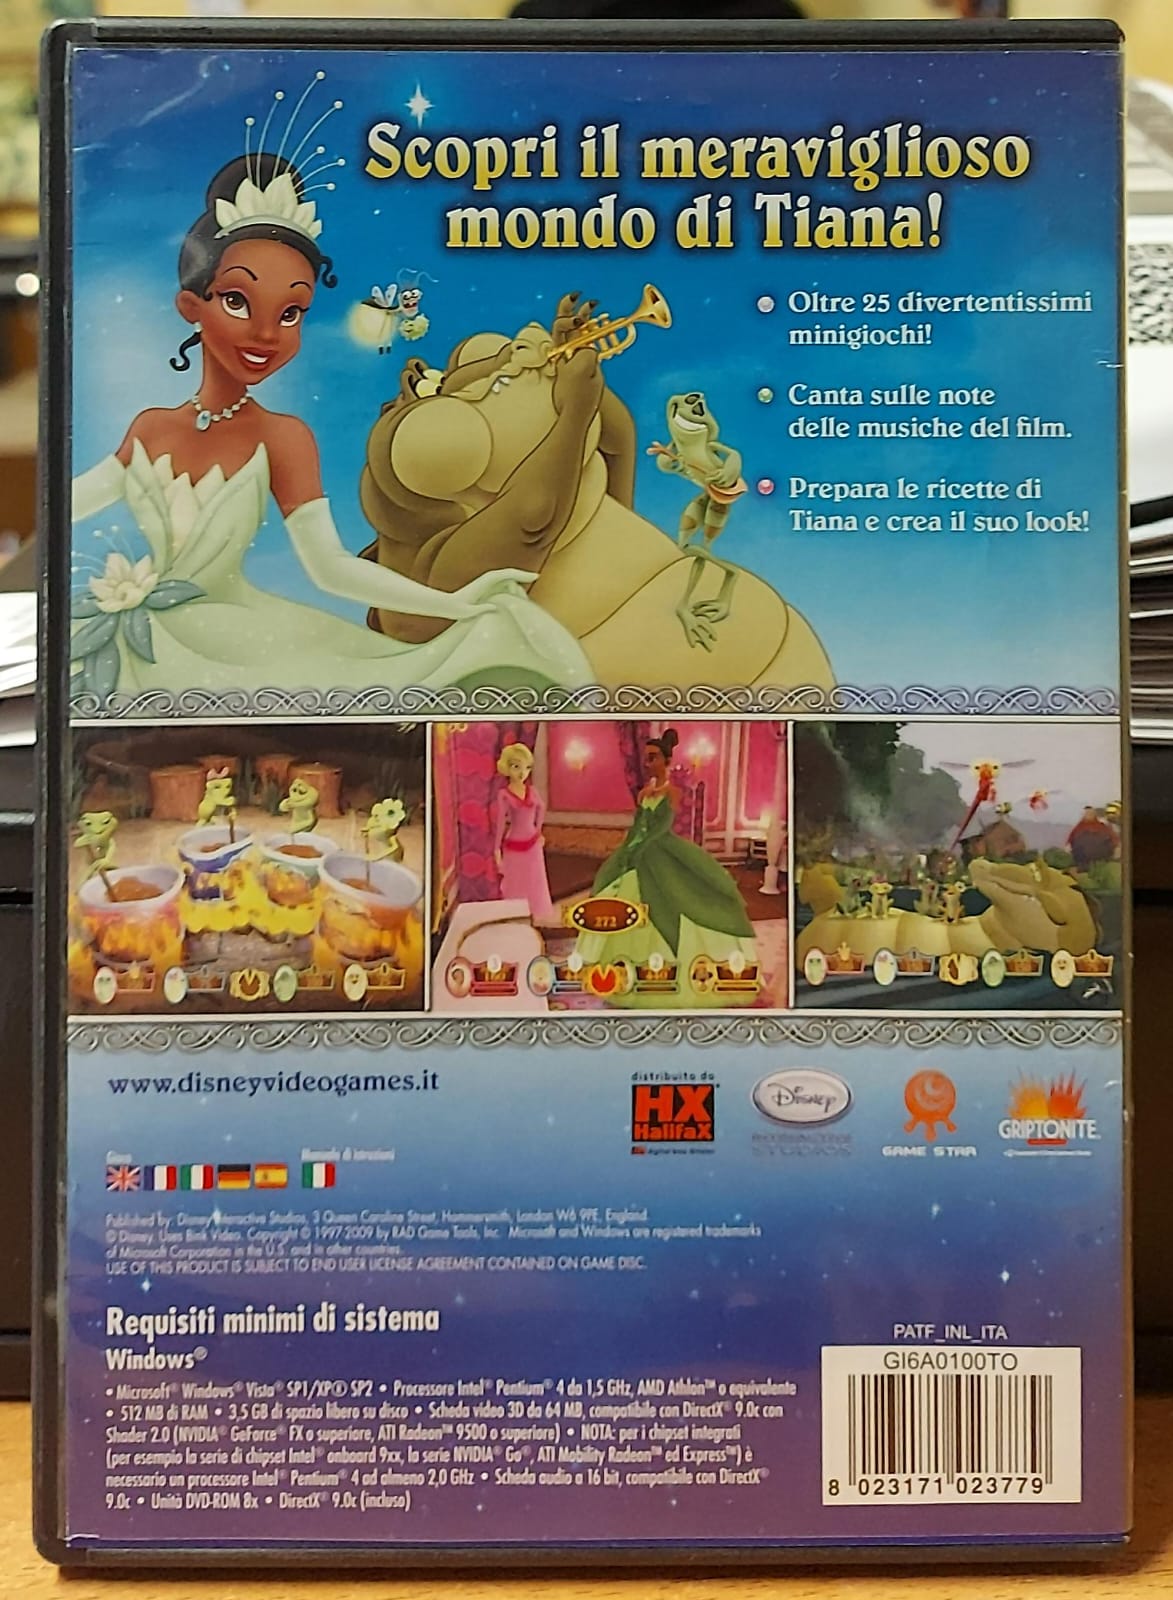 Scopri il meraviglioso
mondo di Tiana!
Oltre 25 divertentissimi
minigiochi!
Canta sulle note
delle musiche del film.
Prepara le ricette di
Tiana e crea il suo look!
272
www.disneyvideogames.it
distribuito da
HX
HalifaX
Disney
GAME STAR
GRIPTONITE
Gioco
Manuale di istruzioni
Published by: Disney Interactive Studios, 3 Queen Caroline Street, Hammersmith, London W6 9PE, England.
© Disney. Uses Bink Video. Copyright © 1997-2009 by RAD Game Tools, Inc. Microsoft and Windows are registered trademarks
of Microsoft Corporation in the U.S. and in other countries.
USE OF THIS PRODUCT IS SUBJECT TO END USER LICENSE AGREEMENT CONTAINED ON GAME DISC.
Requisiti minimi di sistema
Windows®
• Microsoft® Windows® Vista® SP1/XP® SP2 • Processore Intel® Pentium® 4 da 1,5 GHz, AMD Athlon™ o equivalente
• 512 MB di RAM • 3,5 GB di spazio libero su disco • Scheda video 3D da 64 MB, compatibile con DirectX® 9.0c con
Shader 2.0 (NVIDIA® GeForce® FX o superiore, ATI Radeon™ 9500 o superiore) • NOTA: per i chipset integrati
(per esempio la serie di chipset Intel® onboard 9xx, la serie NVIDIA® Go®, ATI Mobility Radeon™ ed Express™) è
necessario un processore Intel® Pentium® 4 ad almeno 2,0 GHz • Scheda audio a 16 bit, compatibile con DirectX®
9.0c • Unità DVD-ROM 8x • DirectX® 9.0c (incluso)
PATF_INL_ITA
GI6A0100TO
8 023171 023779